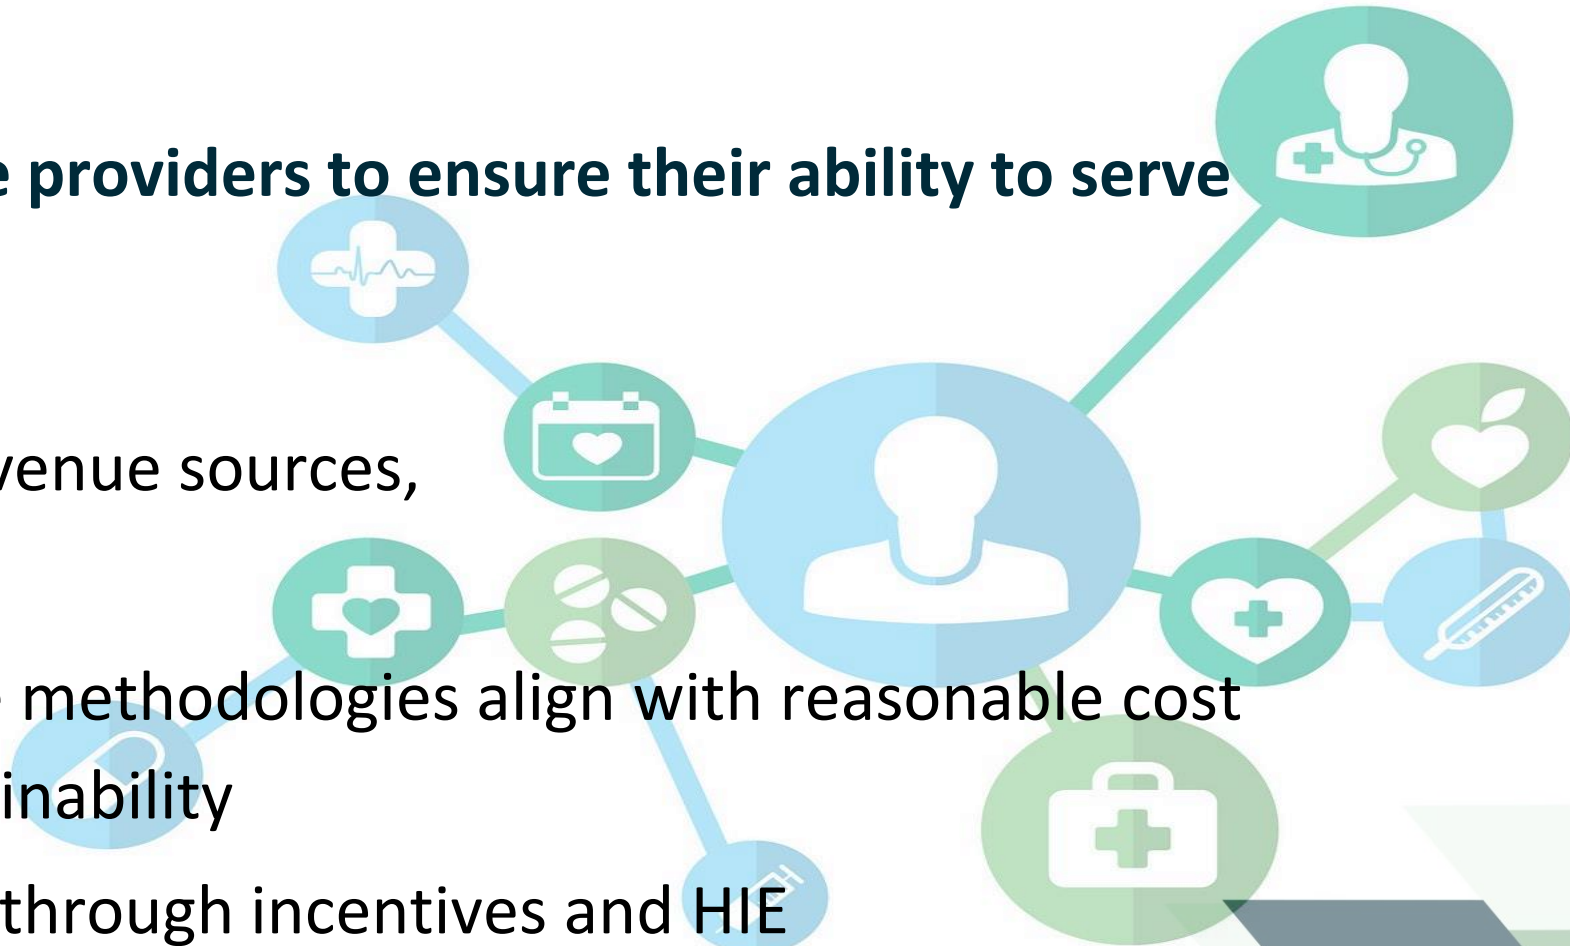 providers to ensure their ability to serve
venue sources,
methodologies align with reasonable cost
inability
through incentives and HIE